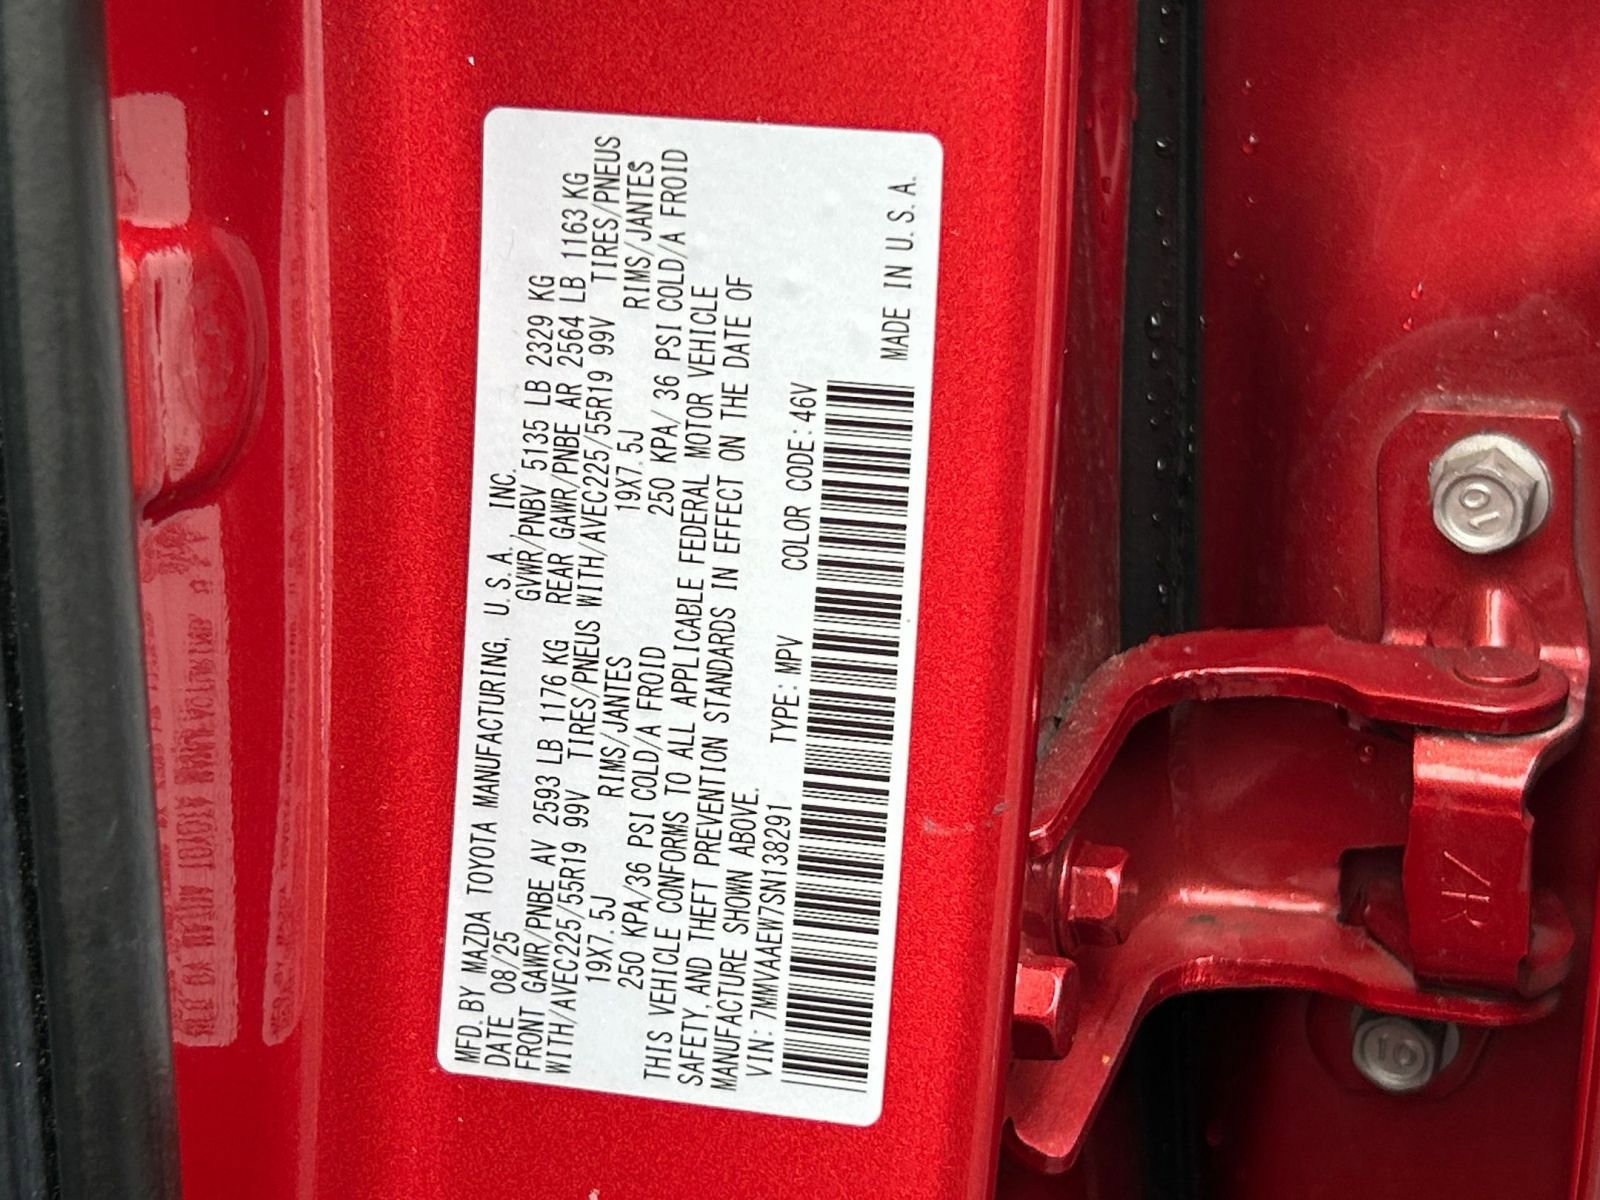 MFD. BY MAZDA TOYOTA MANUFACTURING, U.S.A., INC.
DATE 08/25 GVWR/PNBV 5135 LB 2329 KG
FRONT GAWR/PNBE AV 2593 LB 1176 KG REAR GAWR/PNBE AR 2564 LB 1163 KG
WITH/AVEC225/55R19 99V TIRES/PNEUS WITH/AVEC225/55R19 99V TIRES/PNEUS
19X7.5J RIMS/JANTES 19X7.5J RIMS/JANTES
250 KPA/36 PSI COLD/A FROID 250 KPA/ 36 PSI COLD/A FROID
THIS VEHICLE CONFORMS TO ALL APPLICABLE FEDERAL MOTOR VEHICLE
SAFETY, AND THEFT PREVENTION STANDARDS IN EFFECT ON THE DATE OF
MANUFACTURE SHOWN ABOVE.
VIN: 7MMVAAEW7SN138291 TYPE: MPV COLOR CODE: 46V
MADE IN U.S.A.
10
10